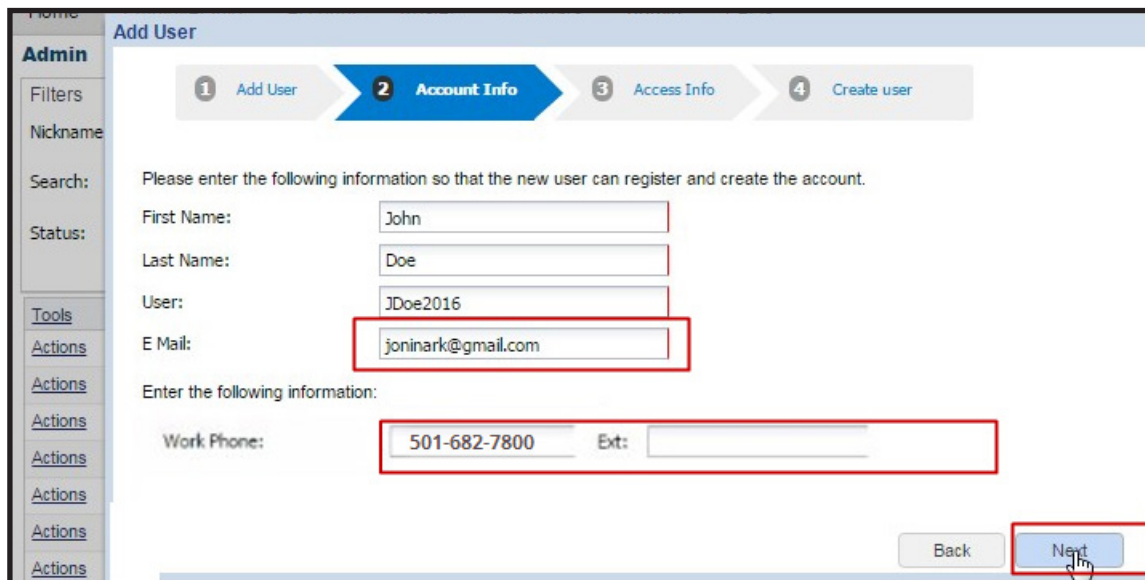 Home
Add User
Admin
Filters
Nickname
Search:
Status:
Tools
Actions
Actions
Actions
Actions
Actions
Actions
Actions
1 Add User 2 Account Info 3 Access Info 4 Create user
Please enter the following information so that the new user can register and create the account.
First Name: John
Last Name: Doe
User: JDoe2016
E Mail: joninark@gmail.com
Enter the following information:
Work Phone: 501-682-7800 Ext:
Back Next